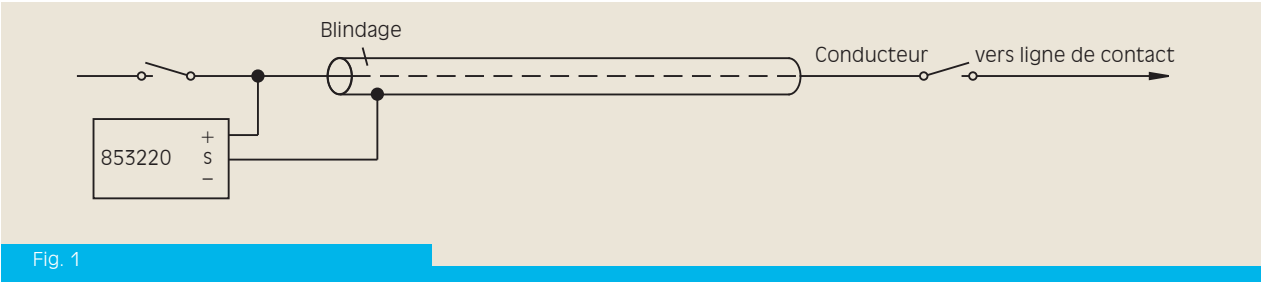 Blindage
Conducteur
vers ligne de contact
+
853220
S
–
Fig. 1